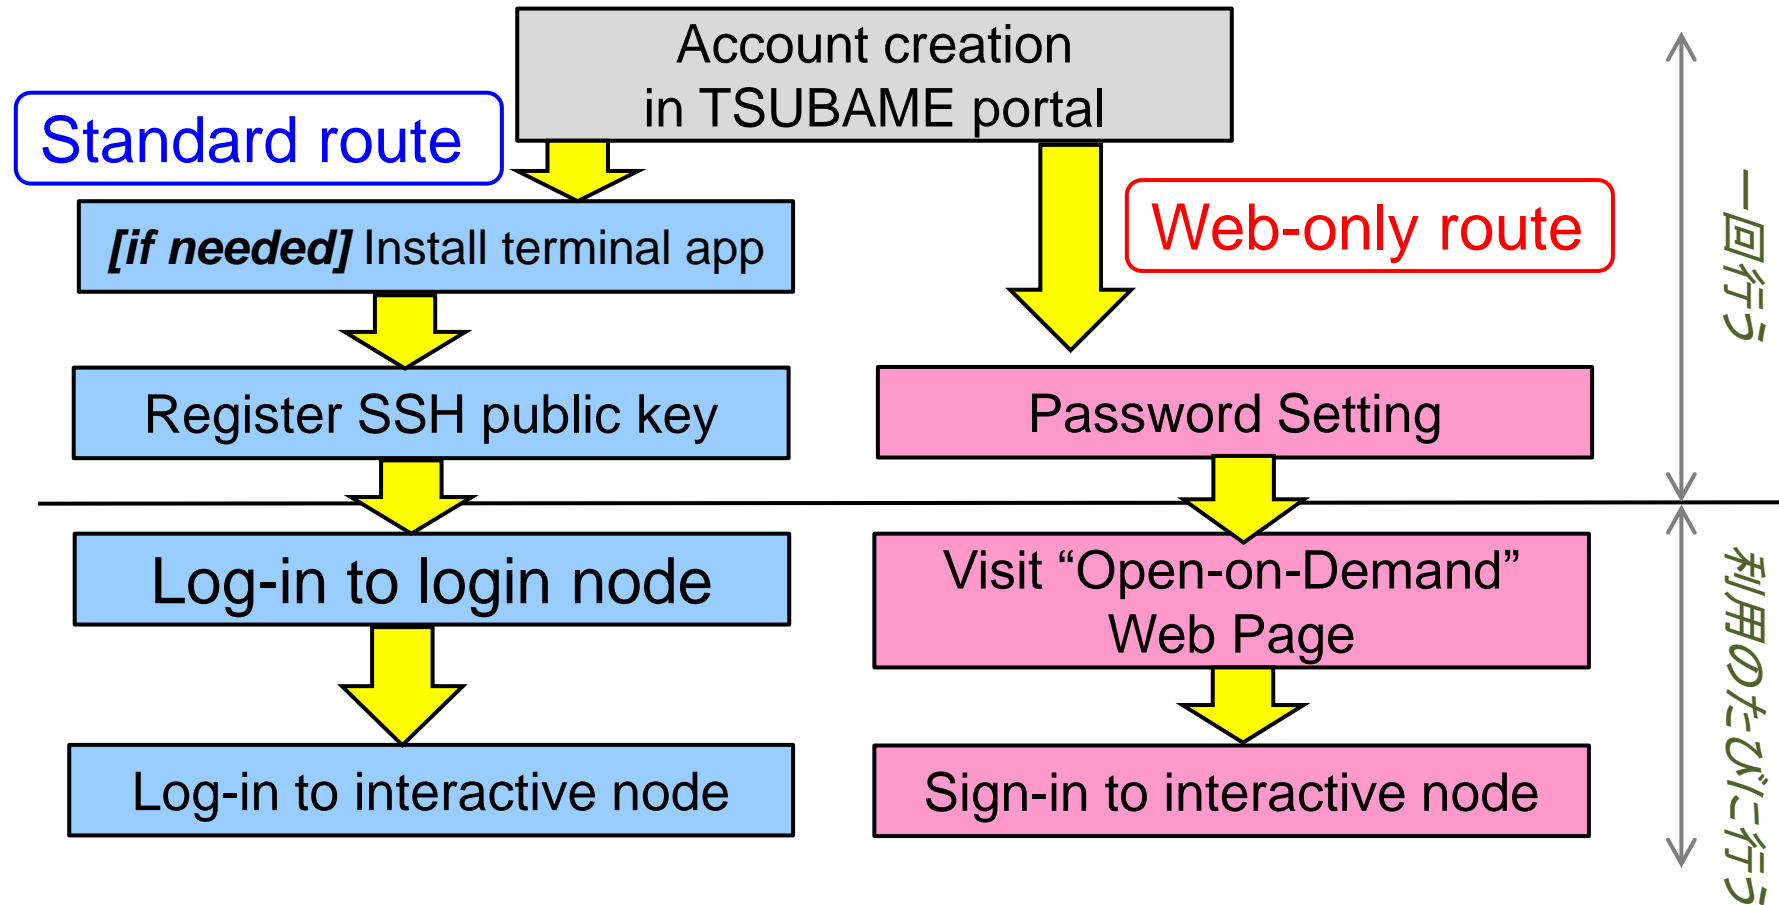 Account creation
in TSUBAME portal
Standard route
Web-only route
[if needed] Install terminal app
Register SSH public key
Password Setting
一回行う
Log-in to login node
Visit “Open-on-Demand”
Web Page
Log-in to interactive node
Sign-in to interactive node
利用のたびに行う